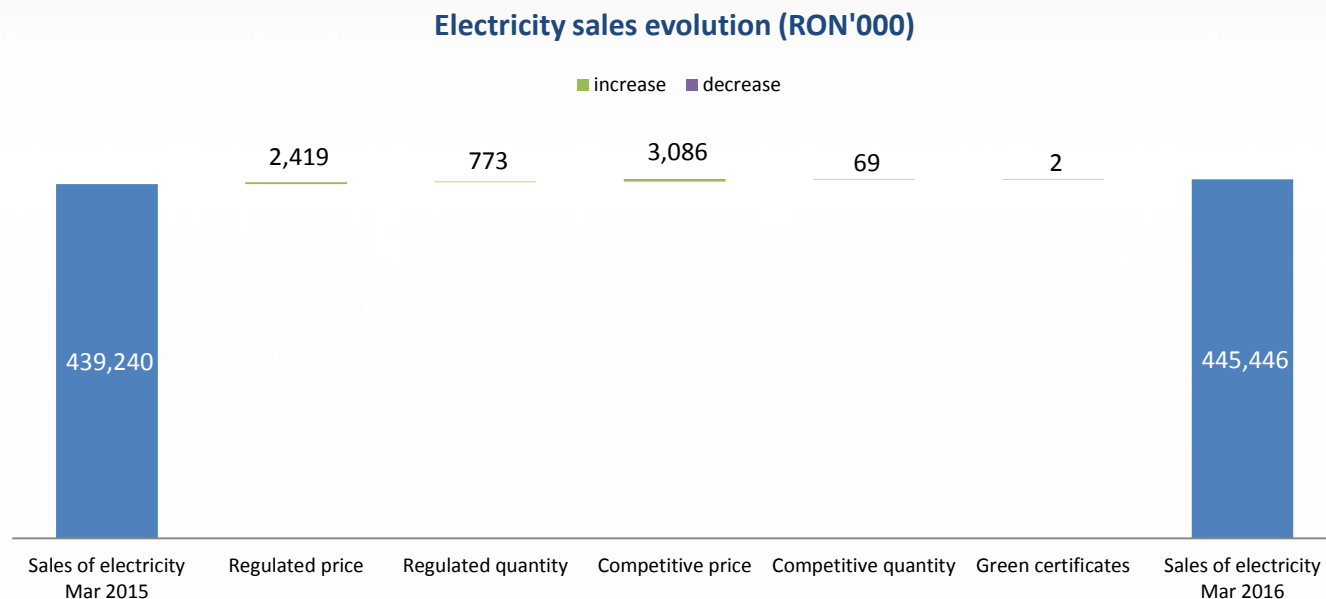 Electricity sales evolution (RON'000)
increase decrease
2,419 773 3,086 69 2
439,240 445,446
Sales of electricity Mar 2015
Regulated price
Regulated quantity
Competitive price
Competitive quantity
Green certificates
Sales of electricity Mar 2016